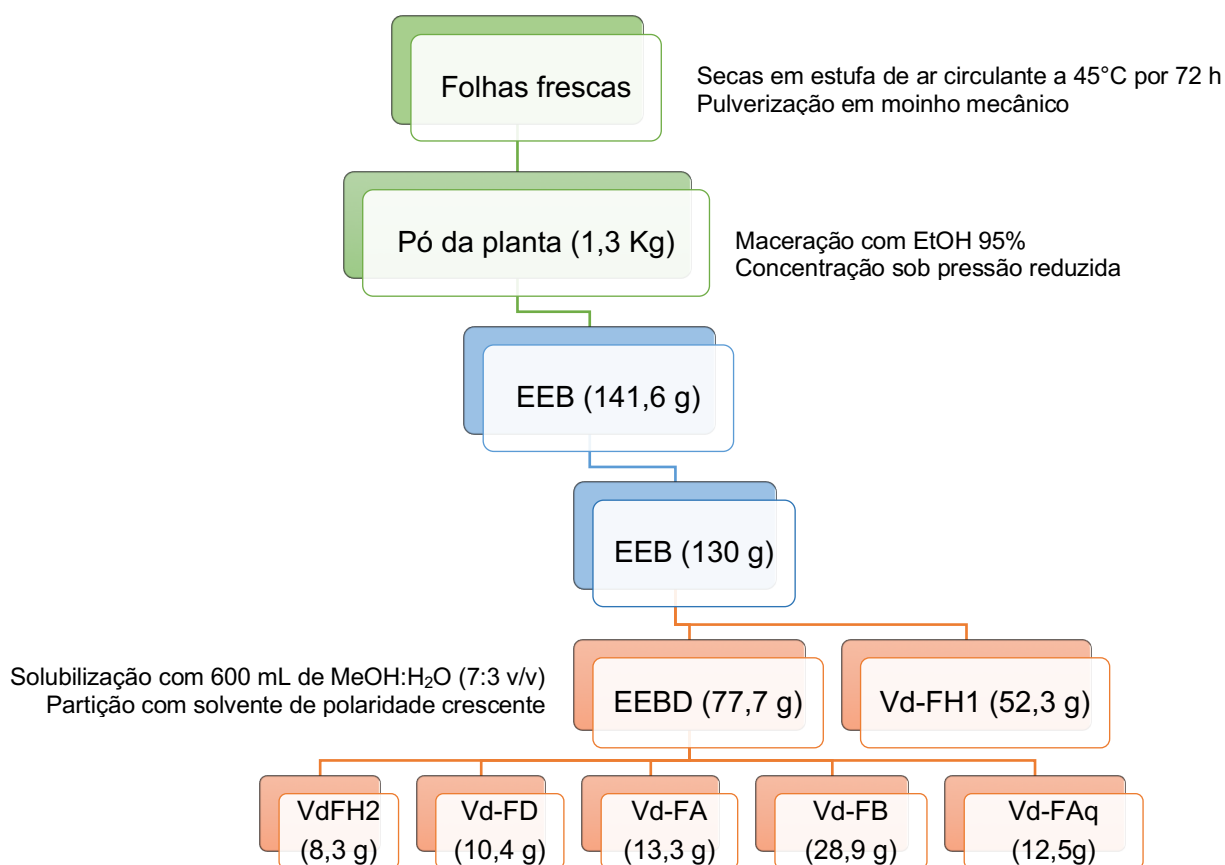 Folhas frescas
Secas em estufa de ar circulante a 45°C por 72 h
Pulverização em moinho mecânico
Pó da planta (1,3 Kg)
Maceração com EtOH 95%
Concentração sob pressão reduzida
EEB (141,6 g)
EEB (130 g)
Solubilização com 600 mL de MeOH:H₂O (7:3 v/v)
Partição com solvente de polaridade crescente
EEBD (77,7 g)
Vd-FH1 (52,3 g)
VdFH2
(8,3 g)
Vd-FD
(10,4 g)
Vd-FA
(13,3 g)
Vd-FB
(28,9 g)
Vd-FAq
(12,5g)